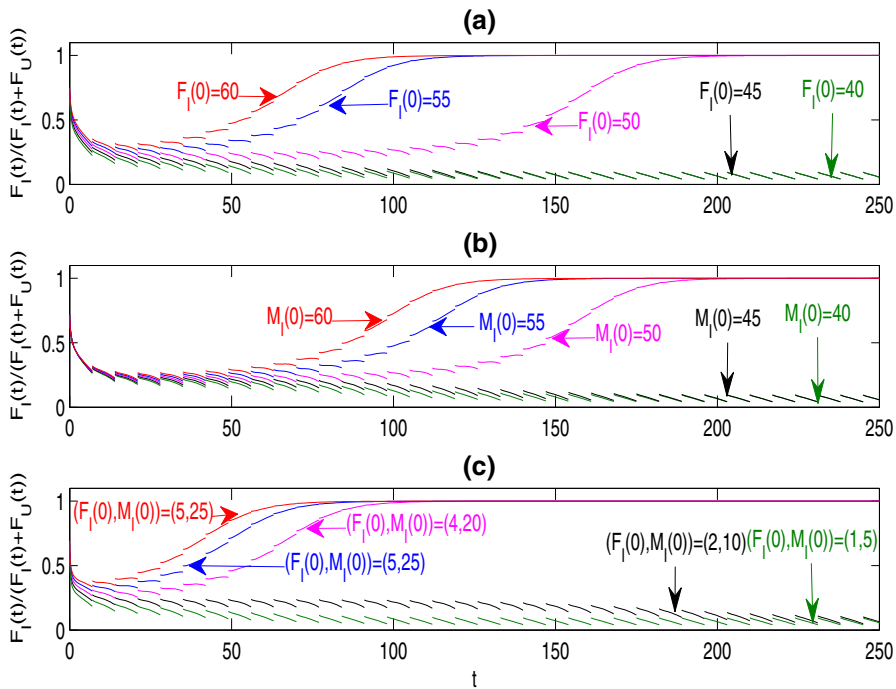 (a)
F_I(t)/(F_I(t)+F_U(t))
1
0.5
0
F_I(0)=60
F_I(0)=55
F_I(0)=50
F_I(0)=45
F_I(0)=40
0 50 100 150 200 250
(b)
F_I(t)/(F_I(t)+F_U(t))
1
0.5
0
M_I(0)=60
M_I(0)=55
M_I(0)=50
M_I(0)=45
M_I(0)=40
0 50 100 150 200 250
(c)
F_I(t)/(F_I(t)+F_U(t))
1
0.5
0
(F_I(0),M_I(0))=(5,25)
(F_I(0),M_I(0))=(4,20)
(F_I(0),M_I(0))=(5,25)
(F_I(0),M_I(0))=(2,10)
(F_I(0),M_I(0))=(1,5)
0 50 100 150 200 250
t